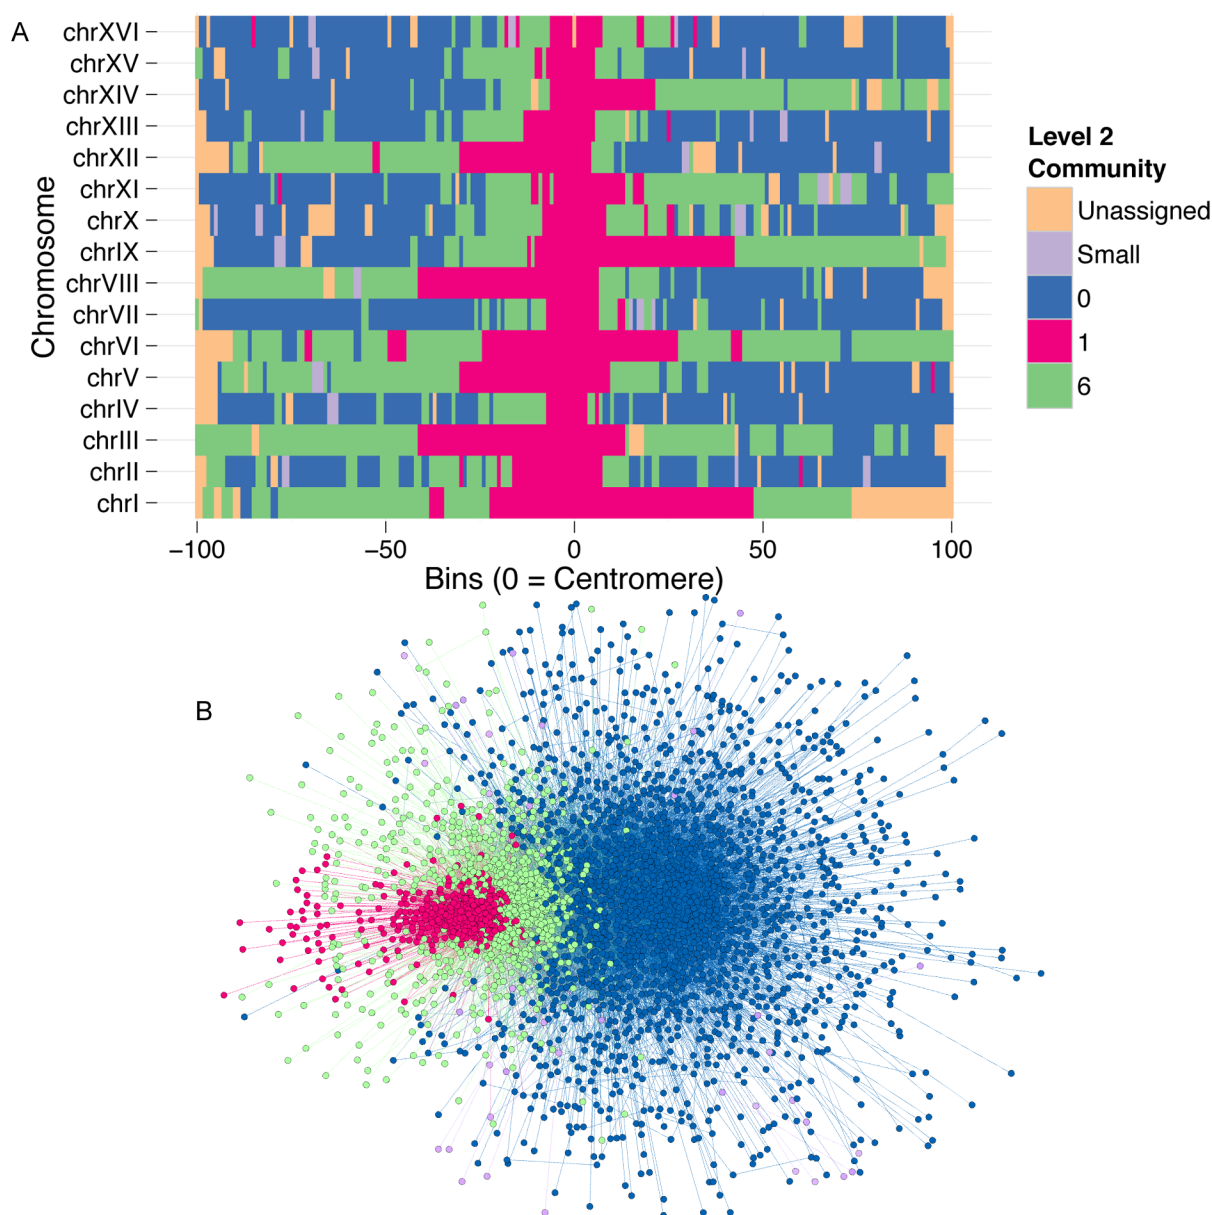 A
chrXVI
chrXV
chrXIV
chrXIII
chrXII
chrXI
chrX
chrIX
chrVIII
chrVII
chrVI
chrV
chrIV
chrIII
chrII
chrI
Chromosome
−100 −50 0 50 100
Bins (0 = Centromere)
Level 2
Community
Unassigned
Small
0
1
6
B